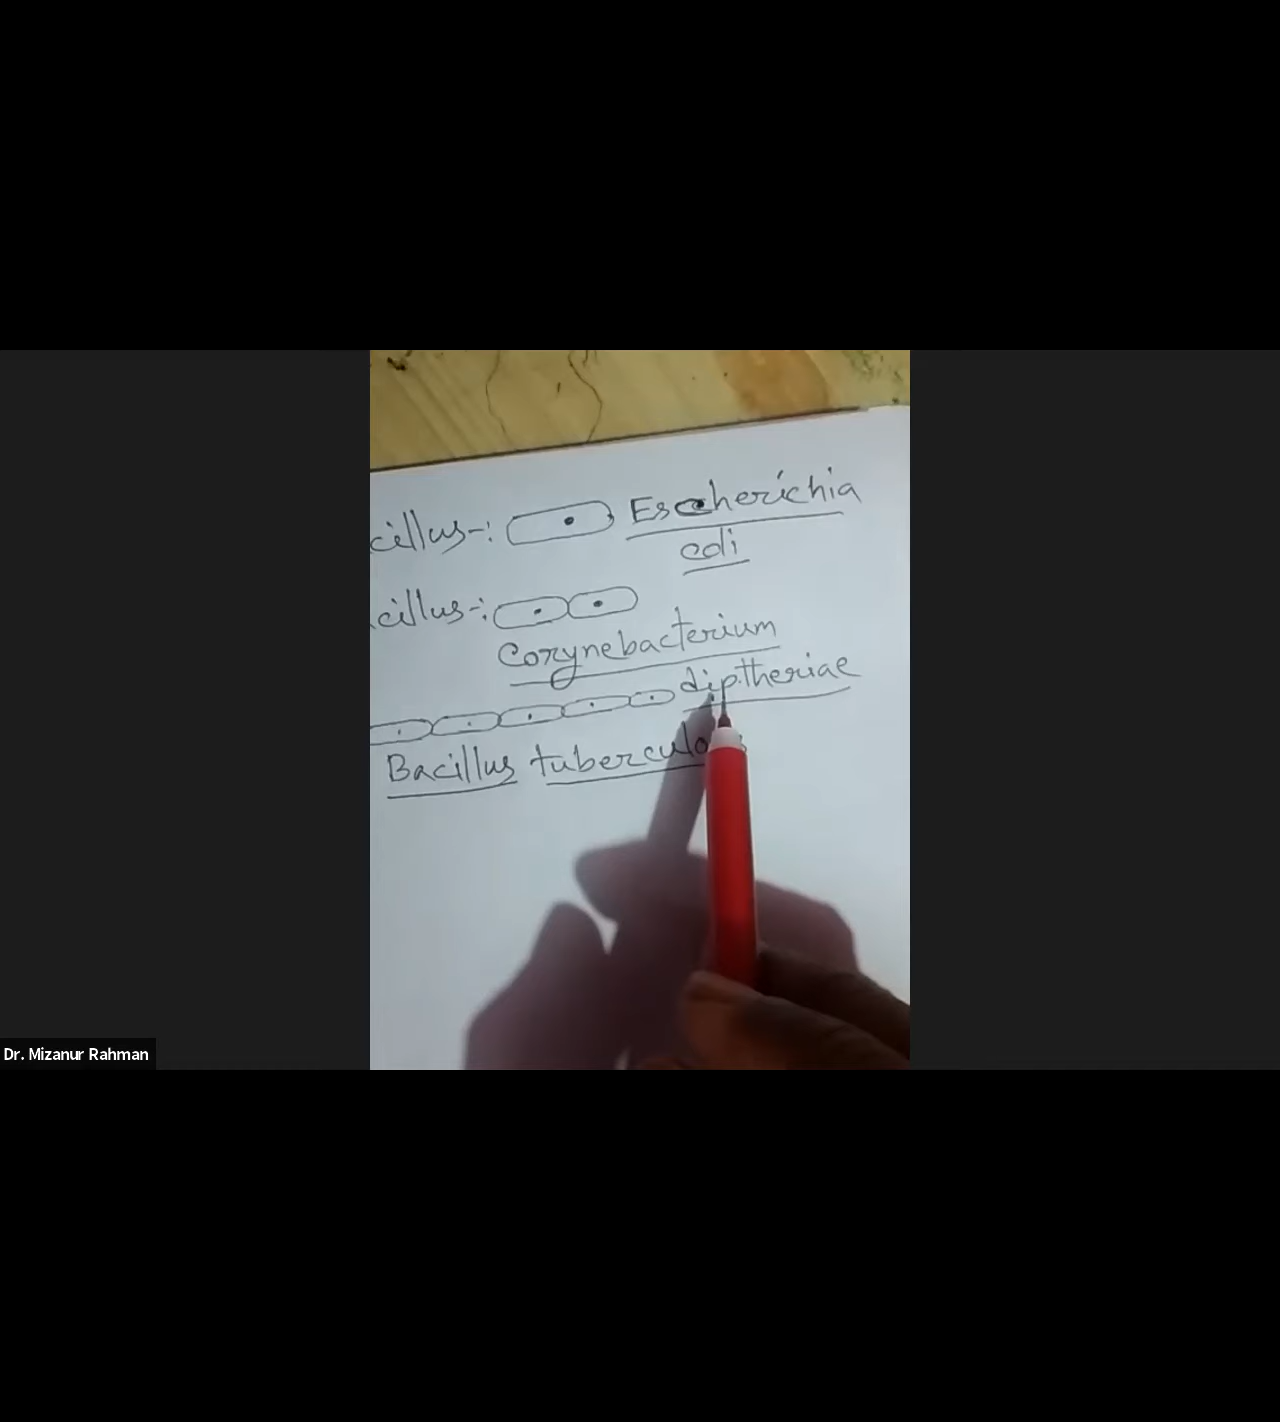 cillus-: Escherichia
coli
cillus-:
Corynebacterium
diptheriae
Bacillus
Dr. Mizanur Rahman